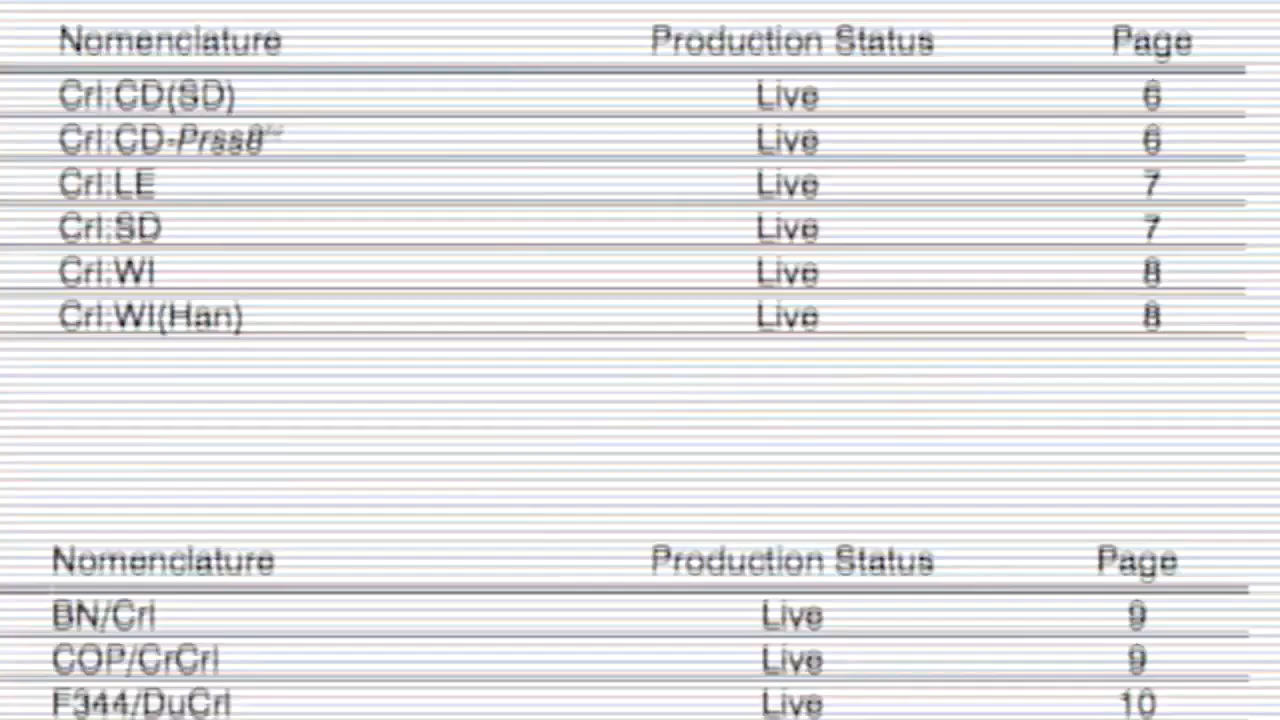 Nomenclature Production Status Page
Crl:CD(SD) Live 6
Crl:CD-Prss8 Live 6
Crl:LE Live 7
Crl:SD Live 7
Crl:WI Live 8
Crl:WI(Han) Live 8
Nomenclature Production Status Page
BN/Crl Live 9
COP/CrCrl Live 9
F344/DuCrl Live 10